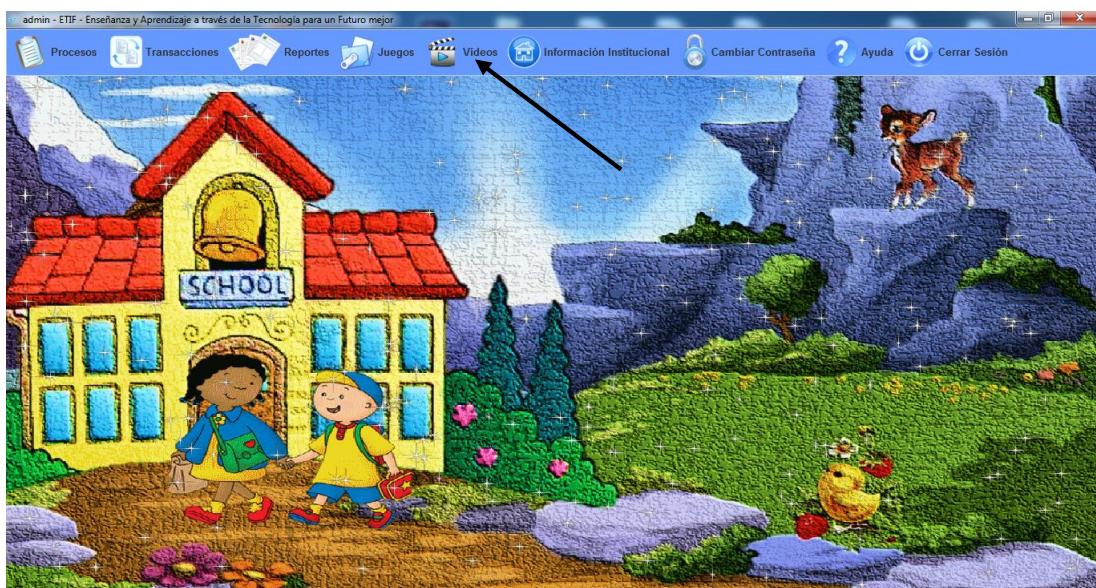 admin - ETIF - Enseñanza y Aprendizaje a través de la Tecnología para un Futuro mejor
Procesos Transacciones Reportes Juegos Videos Información Institucional Cambiar Contraseña Ayuda Cerrar Sesión
SCHOOL